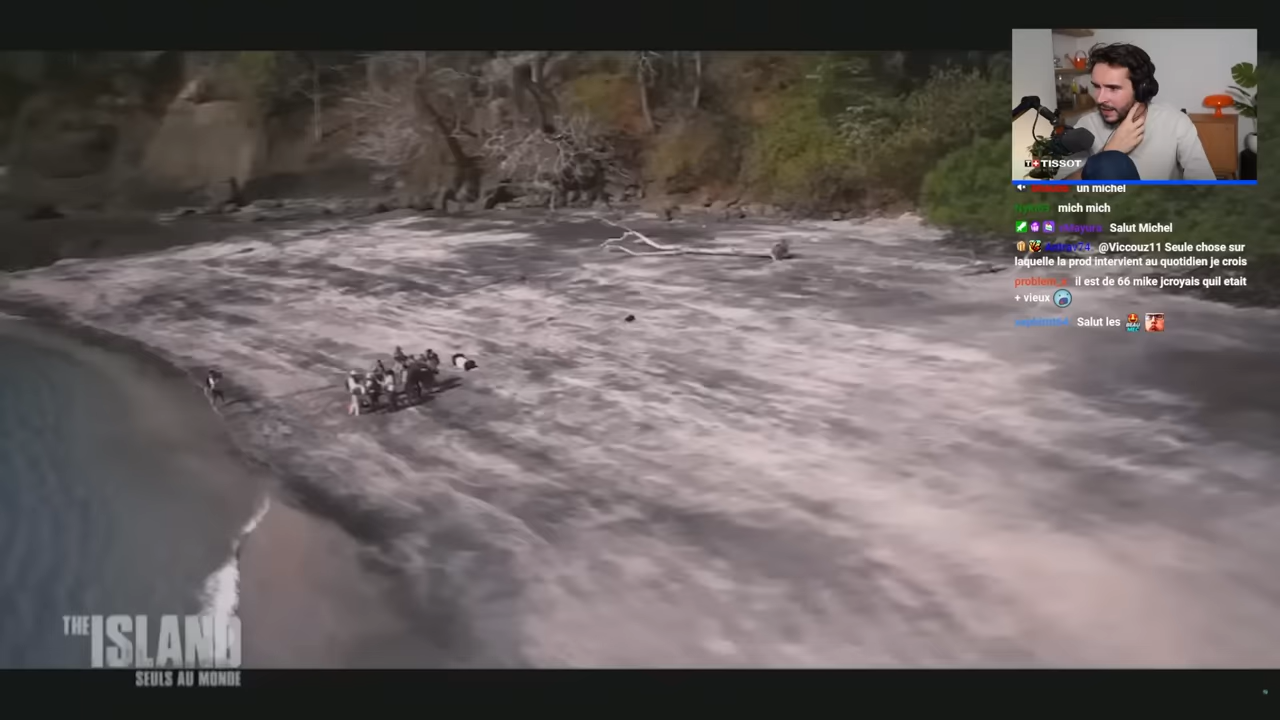 T+TISSOT
un michel
mich mich
Salut Michel
@Viccouz11 Seule chose sur
laquelle la prod intervient au quotidien je crois
il est de 66 mike jcroyais quil etait
+ vieux
Salut les
THE ISLAND
SEULS AU MONDE